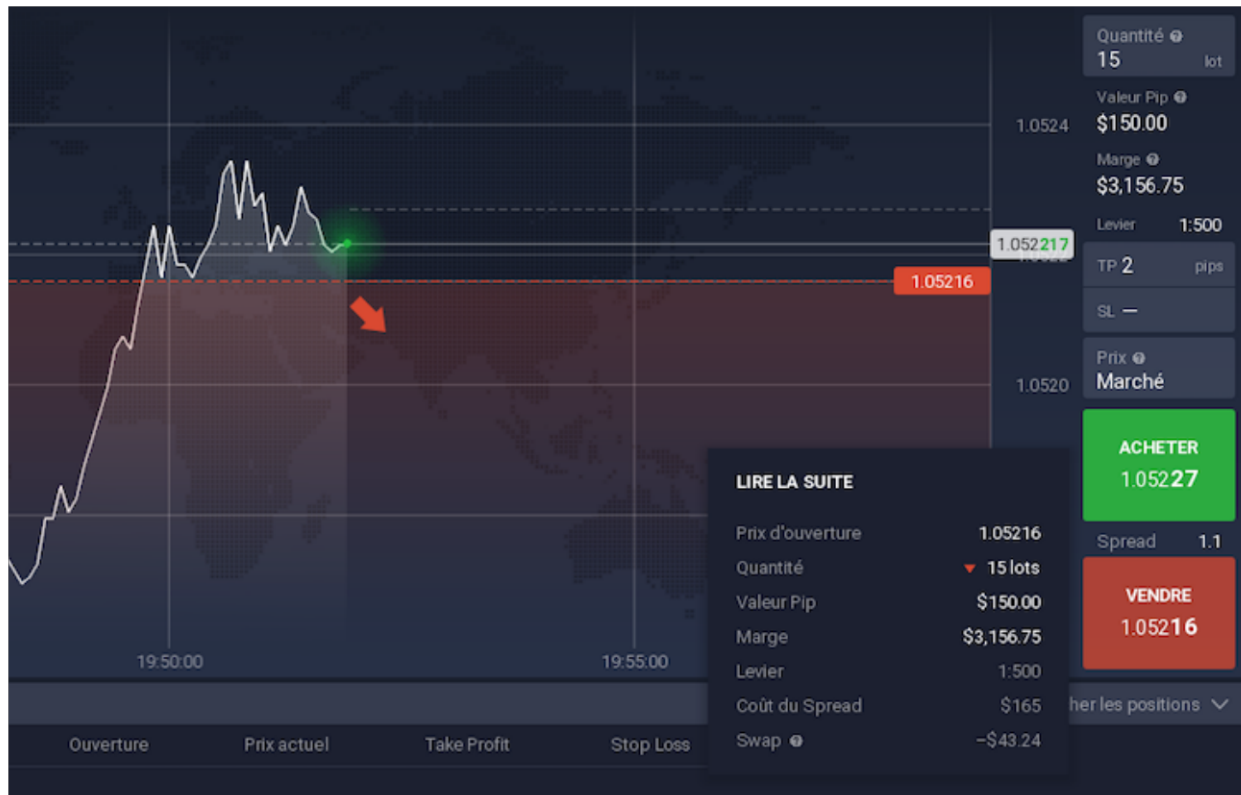 Quantité
15 lot
Valeur Pip
$150.00
1.0524
Marge
$3,156.75
Levier 1:500
1.052217
TP 2 pips
1.05216
SL —
Prix
Marché
1.0520
ACHETER
1.05227
LIRE LA SUITE
Prix d'ouverture 1.05216
Spread 1.1
Quantité 15 lots
Valeur Pip $150.00
VENDRE
1.05216
Marge $3,156.75
19:50:00 19:55:00
Levier 1:500
Coût du Spread $165
her les positions
Ouverture Prix actuel Take Profit Stop Loss
Swap –$43.24